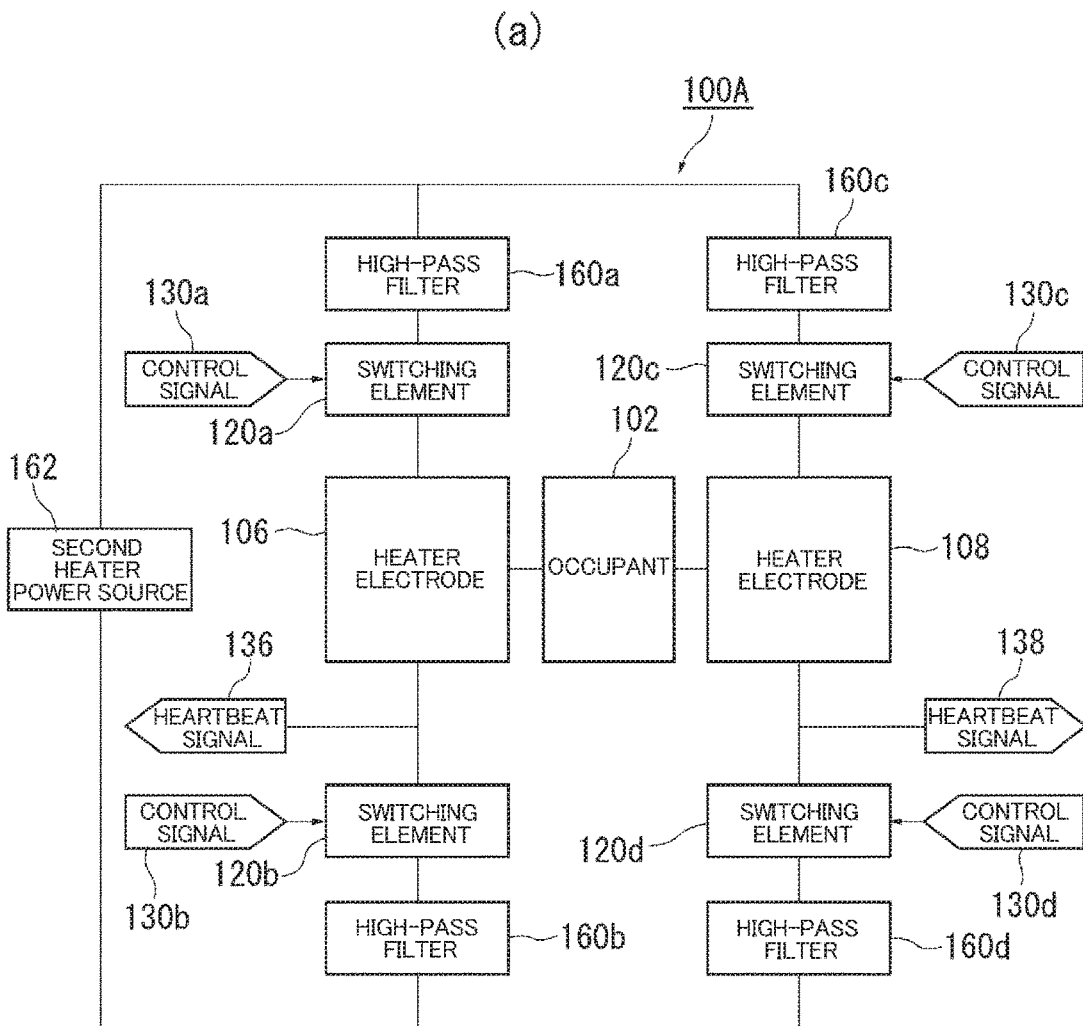 (a)
100A
160c
HIGH-PASS
FILTER
160a
HIGH-PASS
FILTER
130a
130c
CONTROL
SIGNAL
SWITCHING
ELEMENT
120c
SWITCHING
ELEMENT
CONTROL
SIGNAL
120a
102
162
106
108
SECOND
HEATER
POWER SOURCE
HEATER
ELECTRODE
OCCUPANT
HEATER
ELECTRODE
136
138
HEARTBEAT
SIGNAL
HEARTBEAT
SIGNAL
CONTROL
SIGNAL
SWITCHING
ELEMENT
SWITCHING
ELEMENT
CONTROL
SIGNAL
120b
120d
130b
130d
HIGH-PASS
FILTER
160b
HIGH-PASS
FILTER
160d